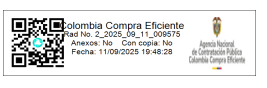 Colombia Compra Eficiente
Rad No. 2_2025_09_11_009575
Anexos: No Con copia: No
Fecha: 11/09/2025 19:48:28
Agencia Nacional
de Contratación Pública
Colombia Compra Eficiente